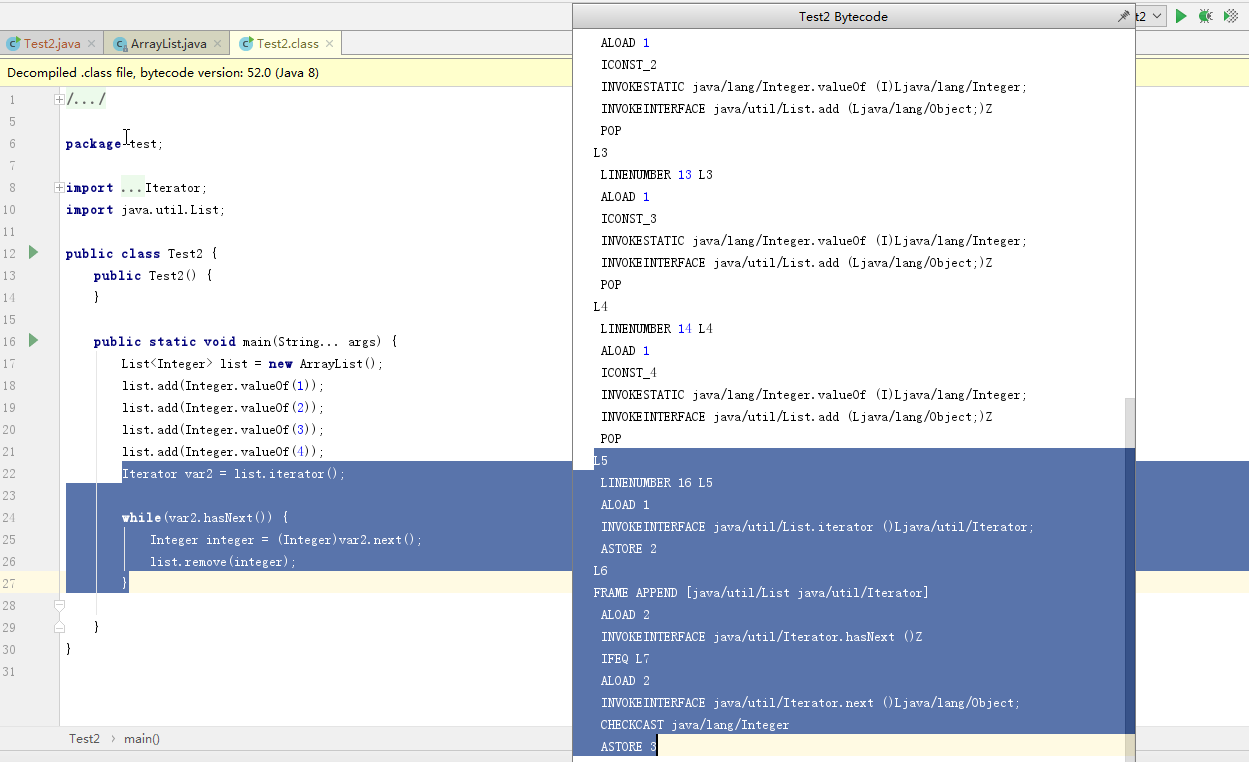 Test2 Bytecode
t2
Test2.java
ArrayList.java
Test2.class
Decompiled .class file, bytecode version: 52.0 (Java 8)
1 /.../
5
6 package test;
7
8 import ...Iterator;
10 import java.util.List;
11
12 public class Test2 {
13 public Test2() {
14 }
15
16 public static void main(String... args) {
17 List<Integer> list = new ArrayList();
18 list.add(Integer.valueOf(1));
19 list.add(Integer.valueOf(2));
20 list.add(Integer.valueOf(3));
21 list.add(Integer.valueOf(4));
22 Iterator var2 = list.iterator();
23
24 while(var2.hasNext()) {
25 Integer integer = (Integer)var2.next();
26 list.remove(integer);
27 }
28
29 }
30 }
31
Test2 › main()
ALOAD 1
ICONST_2
INVOKESTATIC java/lang/Integer.valueOf (I)Ljava/lang/Integer;
INVOKEINTERFACE java/util/List.add (Ljava/lang/Object;)Z
POP
L3
LINENUMBER 13 L3
ALOAD 1
ICONST_3
INVOKESTATIC java/lang/Integer.valueOf (I)Ljava/lang/Integer;
INVOKEINTERFACE java/util/List.add (Ljava/lang/Object;)Z
POP
L4
LINENUMBER 14 L4
ALOAD 1
ICONST_4
INVOKESTATIC java/lang/Integer.valueOf (I)Ljava/lang/Integer;
INVOKEINTERFACE java/util/List.add (Ljava/lang/Object;)Z
POP
L5
LINENUMBER 16 L5
ALOAD 1
INVOKEINTERFACE java/util/List.iterator ()Ljava/util/Iterator;
ASTORE 2
L6
FRAME APPEND [java/util/List java/util/Iterator]
ALOAD 2
INVOKEINTERFACE java/util/Iterator.hasNext ()Z
IFEQ L7
ALOAD 2
INVOKEINTERFACE java/util/Iterator.next ()Ljava/lang/Object;
CHECKCAST java/lang/Integer
ASTORE 3